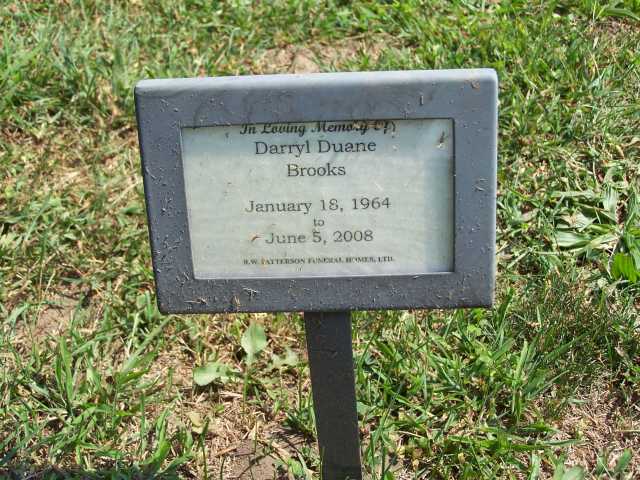 In Loving Memory Of
Darryl Duane
Brooks
January 18, 1964
to
June 5, 2008
R.W. PATTERSON FUNERAL HOMES, LTD.